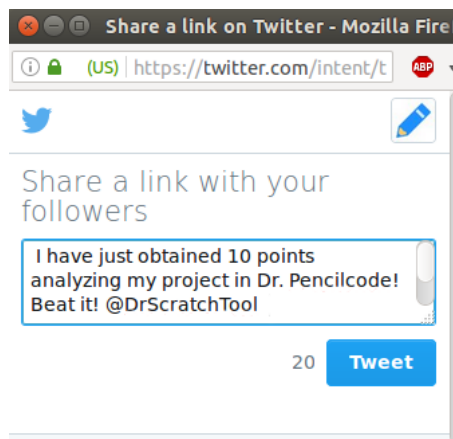 Share a link on Twitter - Mozilla Fire
(US) https://twitter.com/intent/t
ABP
Share a link with your
followers
I have just obtained 10 points
analyzing my project in Dr. Pencilcode!
Beat it! @DrScratchTool
20 Tweet